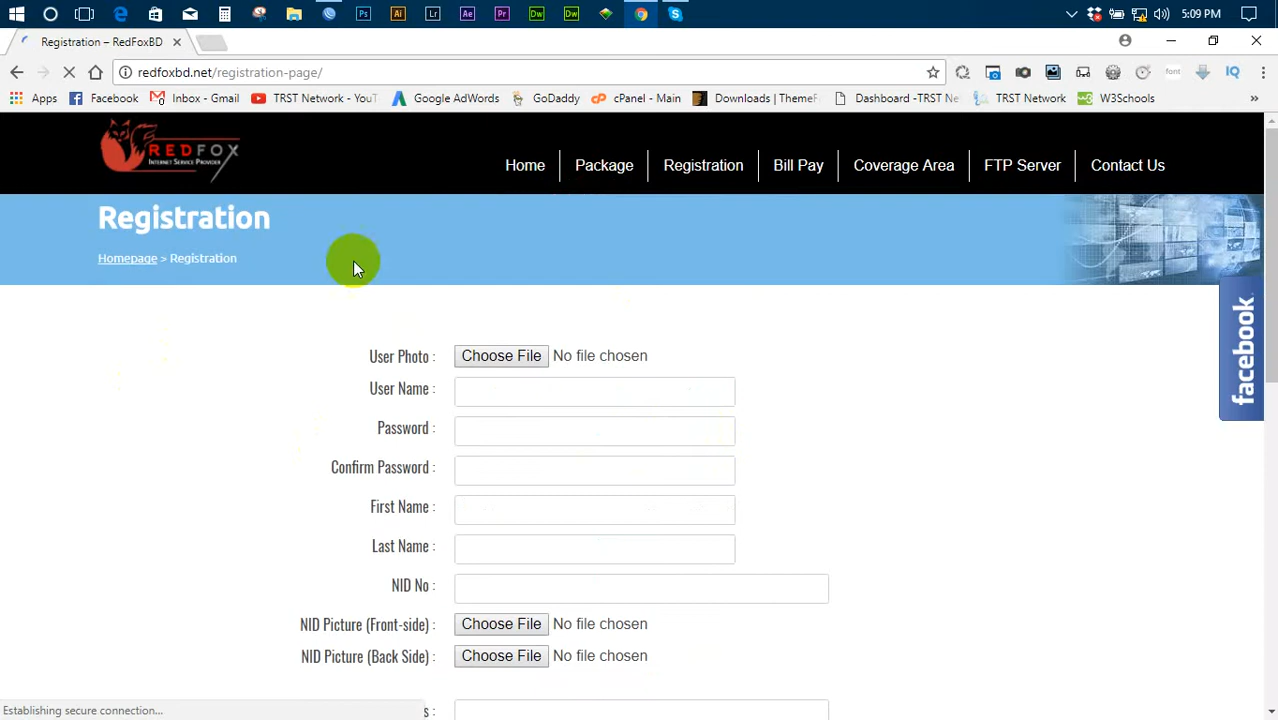 5:09 PM
Registration – RedFoxBD
redfoxbd.net/registration-page/
Apps Facebook Inbox - Gmail TRST Network - YouT Google AdWords GoDaddy cPanel - Main Downloads | ThemeF Dashboard -TRST Ne TRST Network W3Schools
REDFOX
INTERNET SERVICE PROVIDER
Home Package Registration Bill Pay Coverage Area FTP Server Contact Us
Registration
Homepage > Registration
facebook
User Photo : Choose File No file chosen
User Name :
Password :
Confirm Password :
First Name :
Last Name :
NID No :
NID Picture (Front-side) : Choose File No file chosen
NID Picture (Back Side) : Choose File No file chosen
s :
Establishing secure connection...